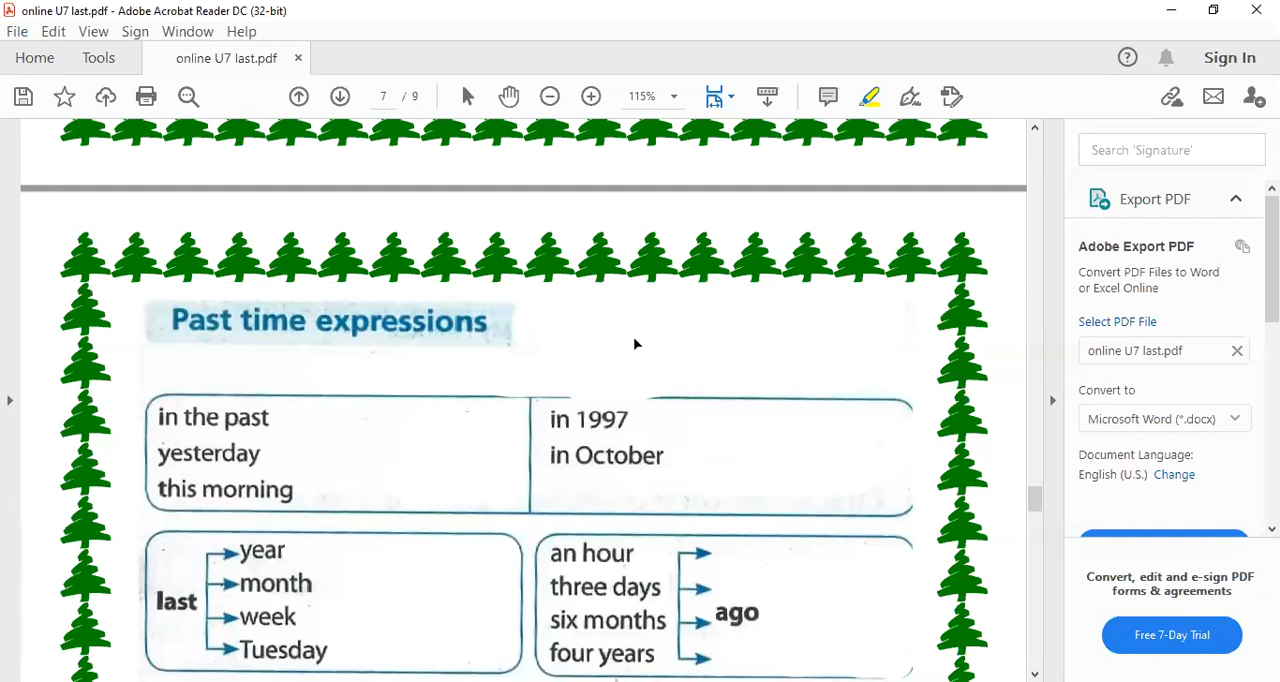 online U7 last.pdf - Adobe Acrobat Reader DC (32-bit)
File Edit View Sign Window Help
Home Tools online U7 last.pdf × Sign In
7 / 9 115%
Search 'Signature'
Export PDF
Adobe Export PDF
Convert PDF Files to Word
or Excel Online
Select PDF File
online U7 last.pdf
Convert to
Microsoft Word (*.docx)
Document Language:
English (U.S.) Change
Convert, edit and e-sign PDF
forms & agreements
Free 7-Day Trial
Past time expressions
in the past
yesterday
this morning
in 1997
in October
last
year
month
week
Tuesday
an hour
three days
six months
four years
ago